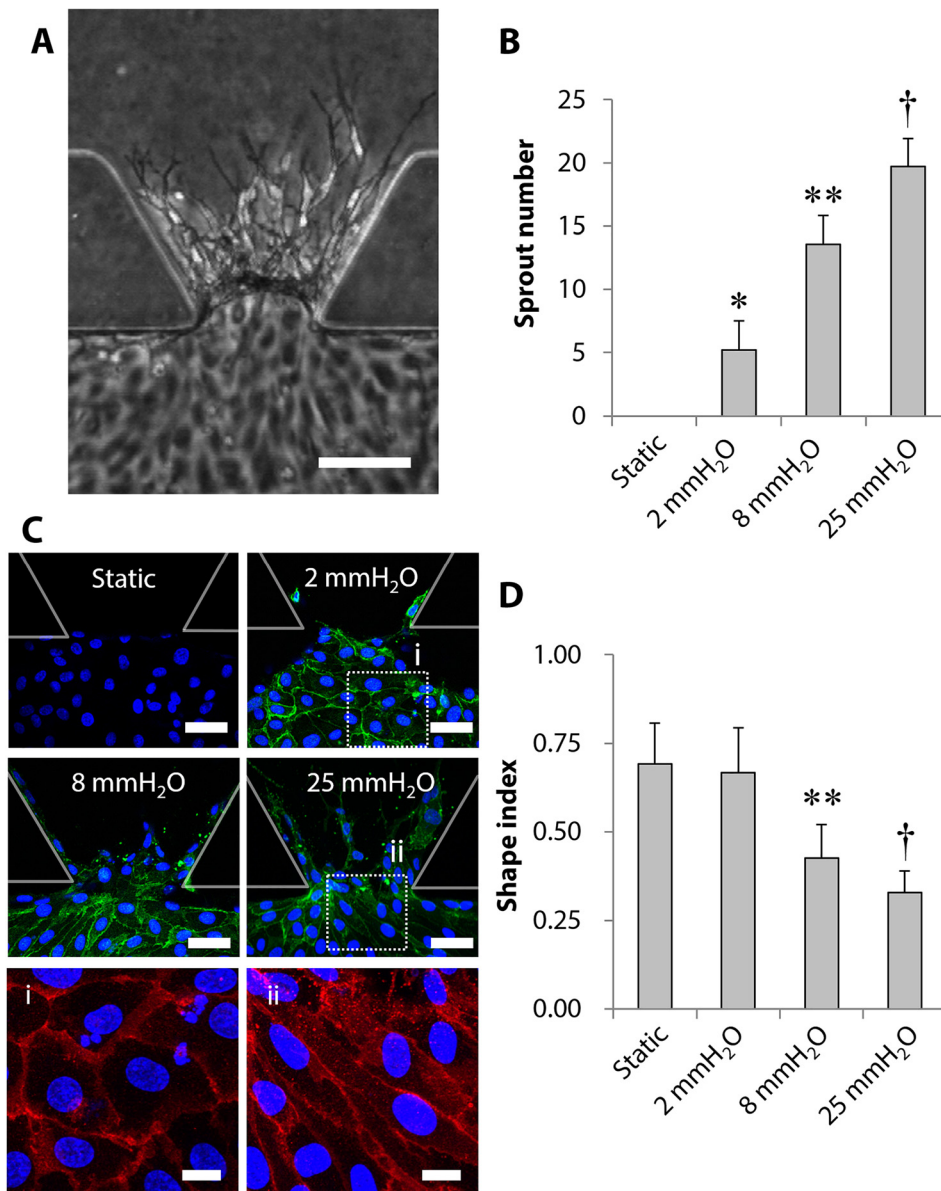 A
B
Sprout number
25
20
15
10
5
0
*
**
†
Static
2 mmH₂O
8 mmH₂O
25 mmH₂O
C
Static
2 mmH₂O
i
8 mmH₂O
25 mmH₂O
ii
i
ii
D
Shape index
1.00
0.75
0.50
0.25
0.00
**
†
Static
2 mmH₂O
8 mmH₂O
25 mmH₂O